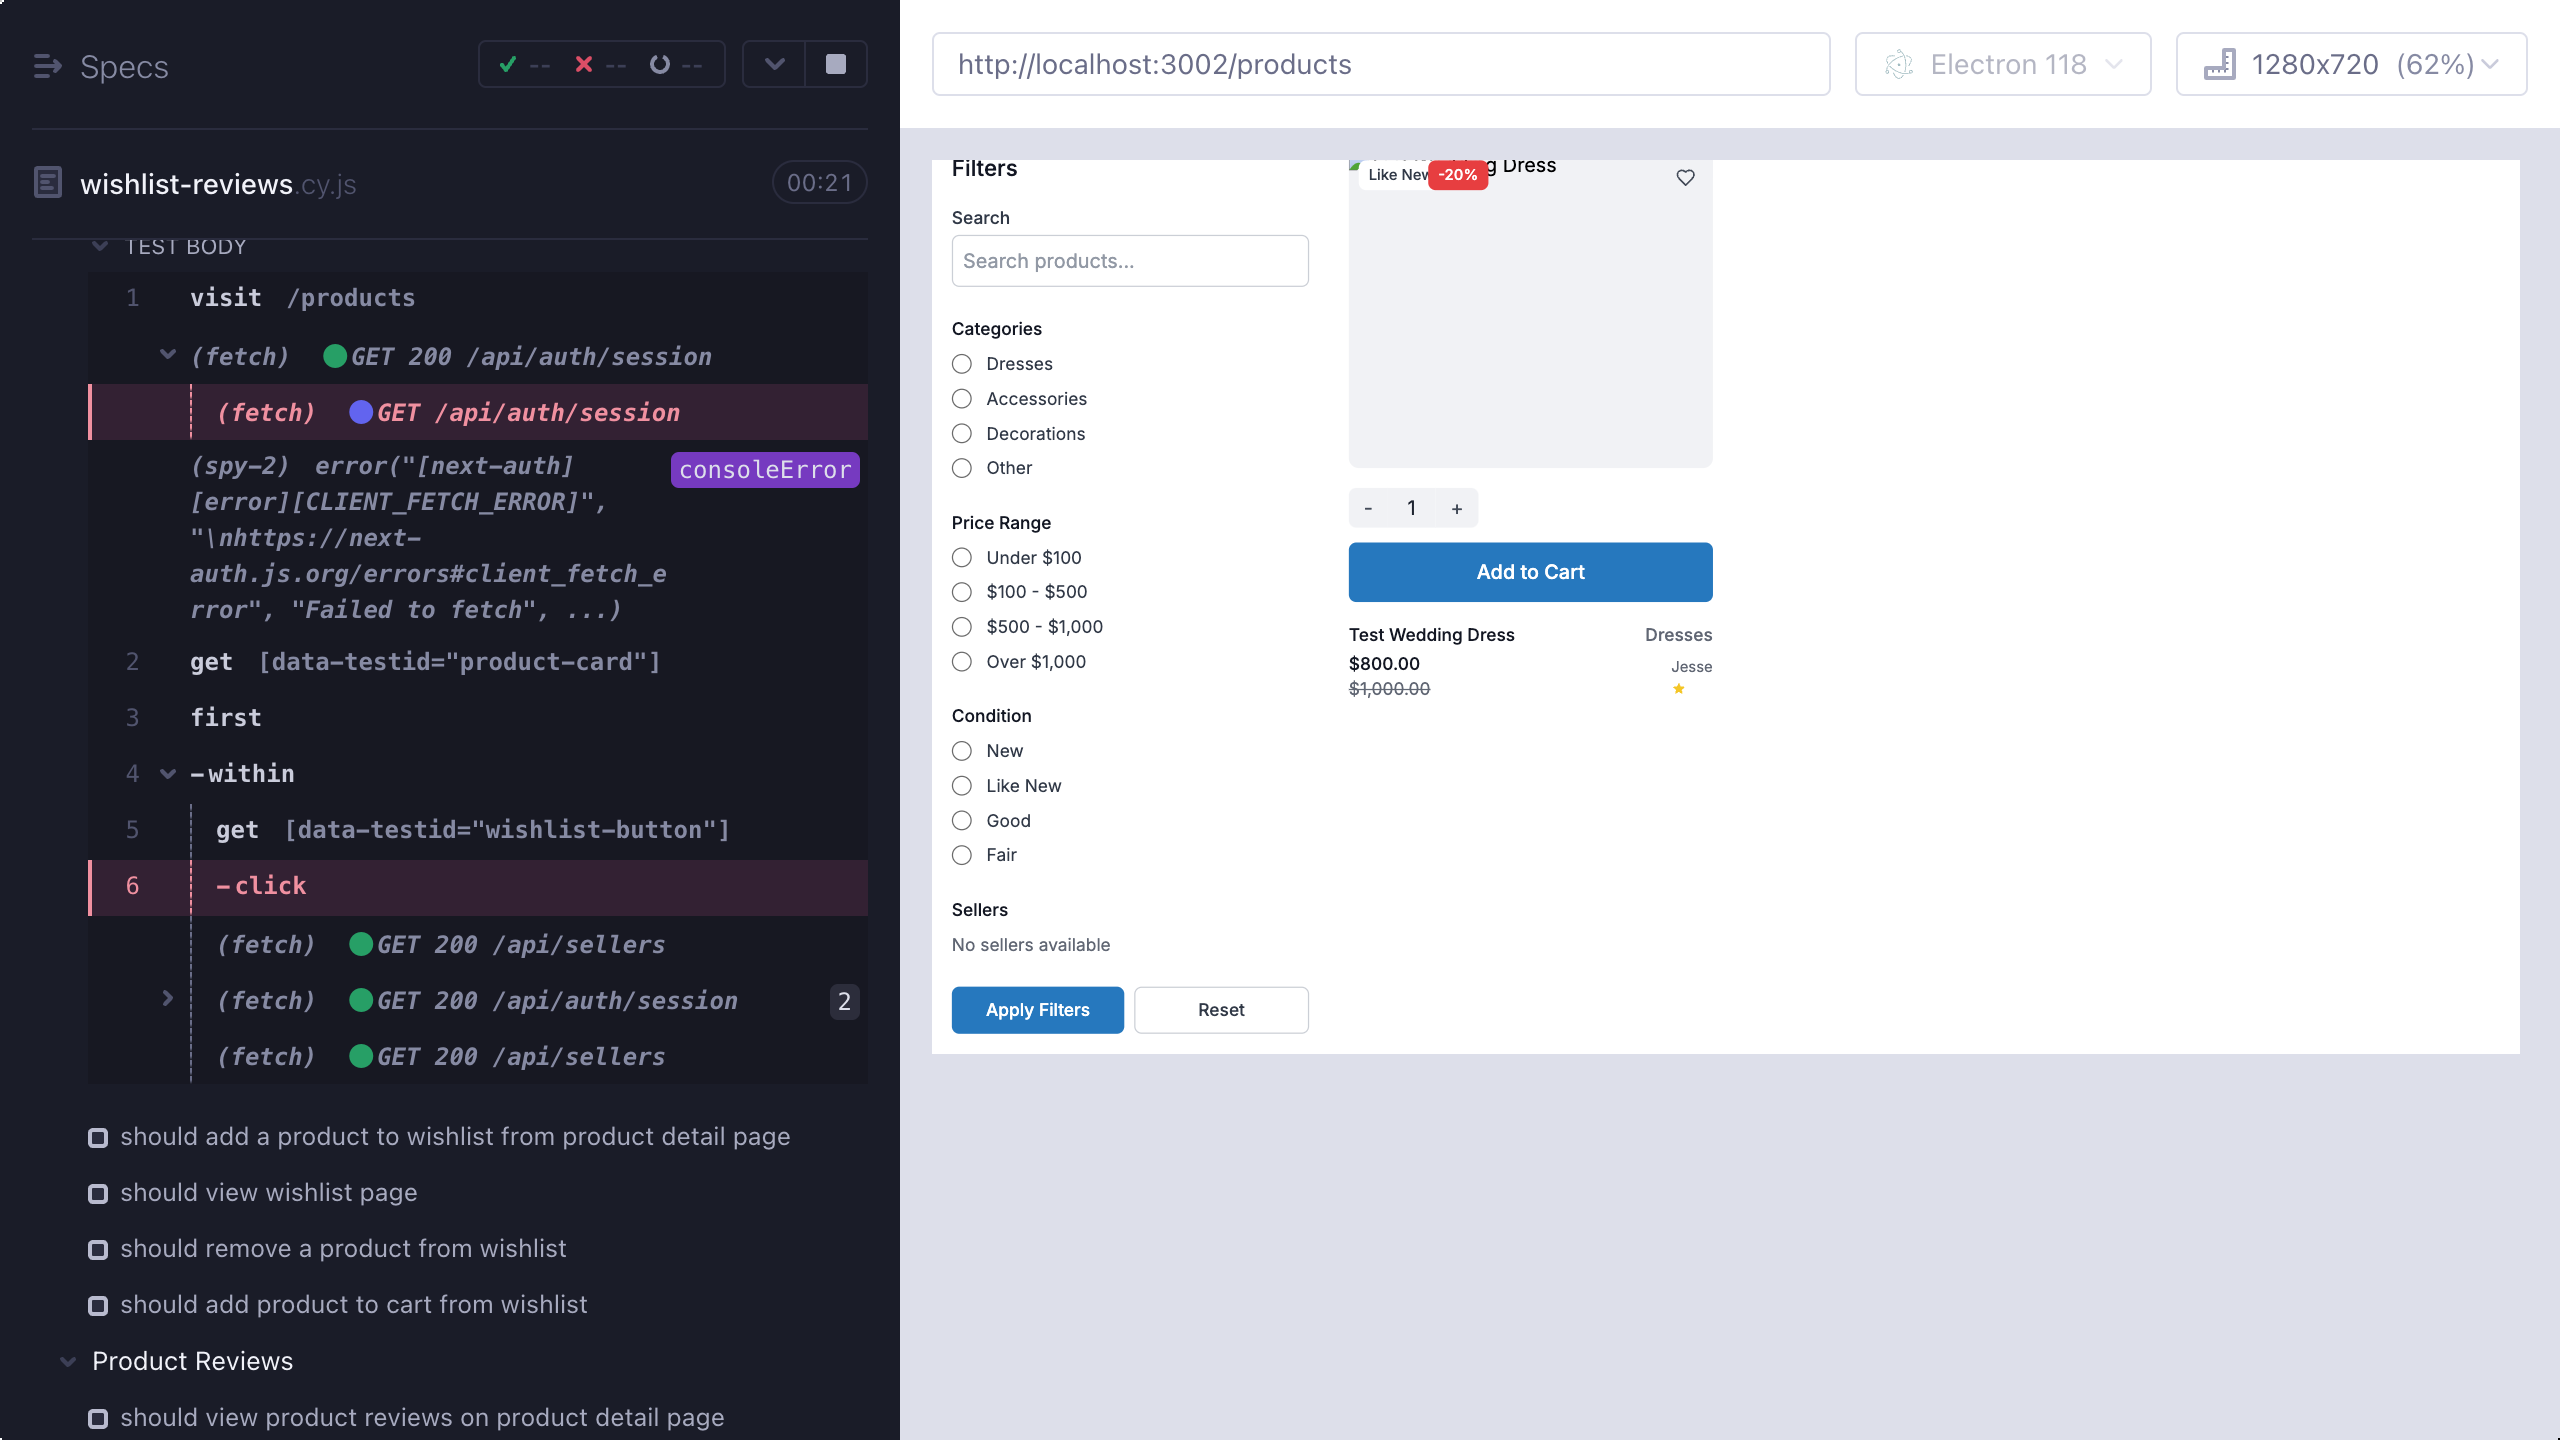 Specs
--
--
--
wishlist-reviews.cy.js
00:21
TEST BODY
1 visit /products
(fetch) GET 200 /api/auth/session
(fetch) GET /api/auth/session
(spy-2) error("[next-auth]
[error][CLIENT_FETCH_ERROR]",
"\nhttps://next-
auth.js.org/errors#client_fetch_e
rror", "Failed to fetch", ...)
consoleError
2 get [data-testid="product-card"]
3 first
4 -within
5 get [data-testid="wishlist-button"]
6 -click
(fetch) GET 200 /api/sellers
(fetch) GET 200 /api/auth/session 2
(fetch) GET 200 /api/sellers
should add a product to wishlist from product detail page
should view wishlist page
should remove a product from wishlist
should add product to cart from wishlist
Product Reviews
should view product reviews on product detail page
http://localhost:3002/products
Electron 118
1280x720 (62%)
Filters
Search
Search products...
Categories
Dresses
Accessories
Decorations
Other
Price Range
Under $100
$100 - $500
$500 - $1,000
Over $1,000
Condition
New
Like New
Good
Fair
Sellers
No sellers available
Apply Filters
Reset
Dress
Like New
-20%
- 1 +
Add to Cart
Test Wedding Dress
Dresses
$800.00
Jesse
$1,000.00